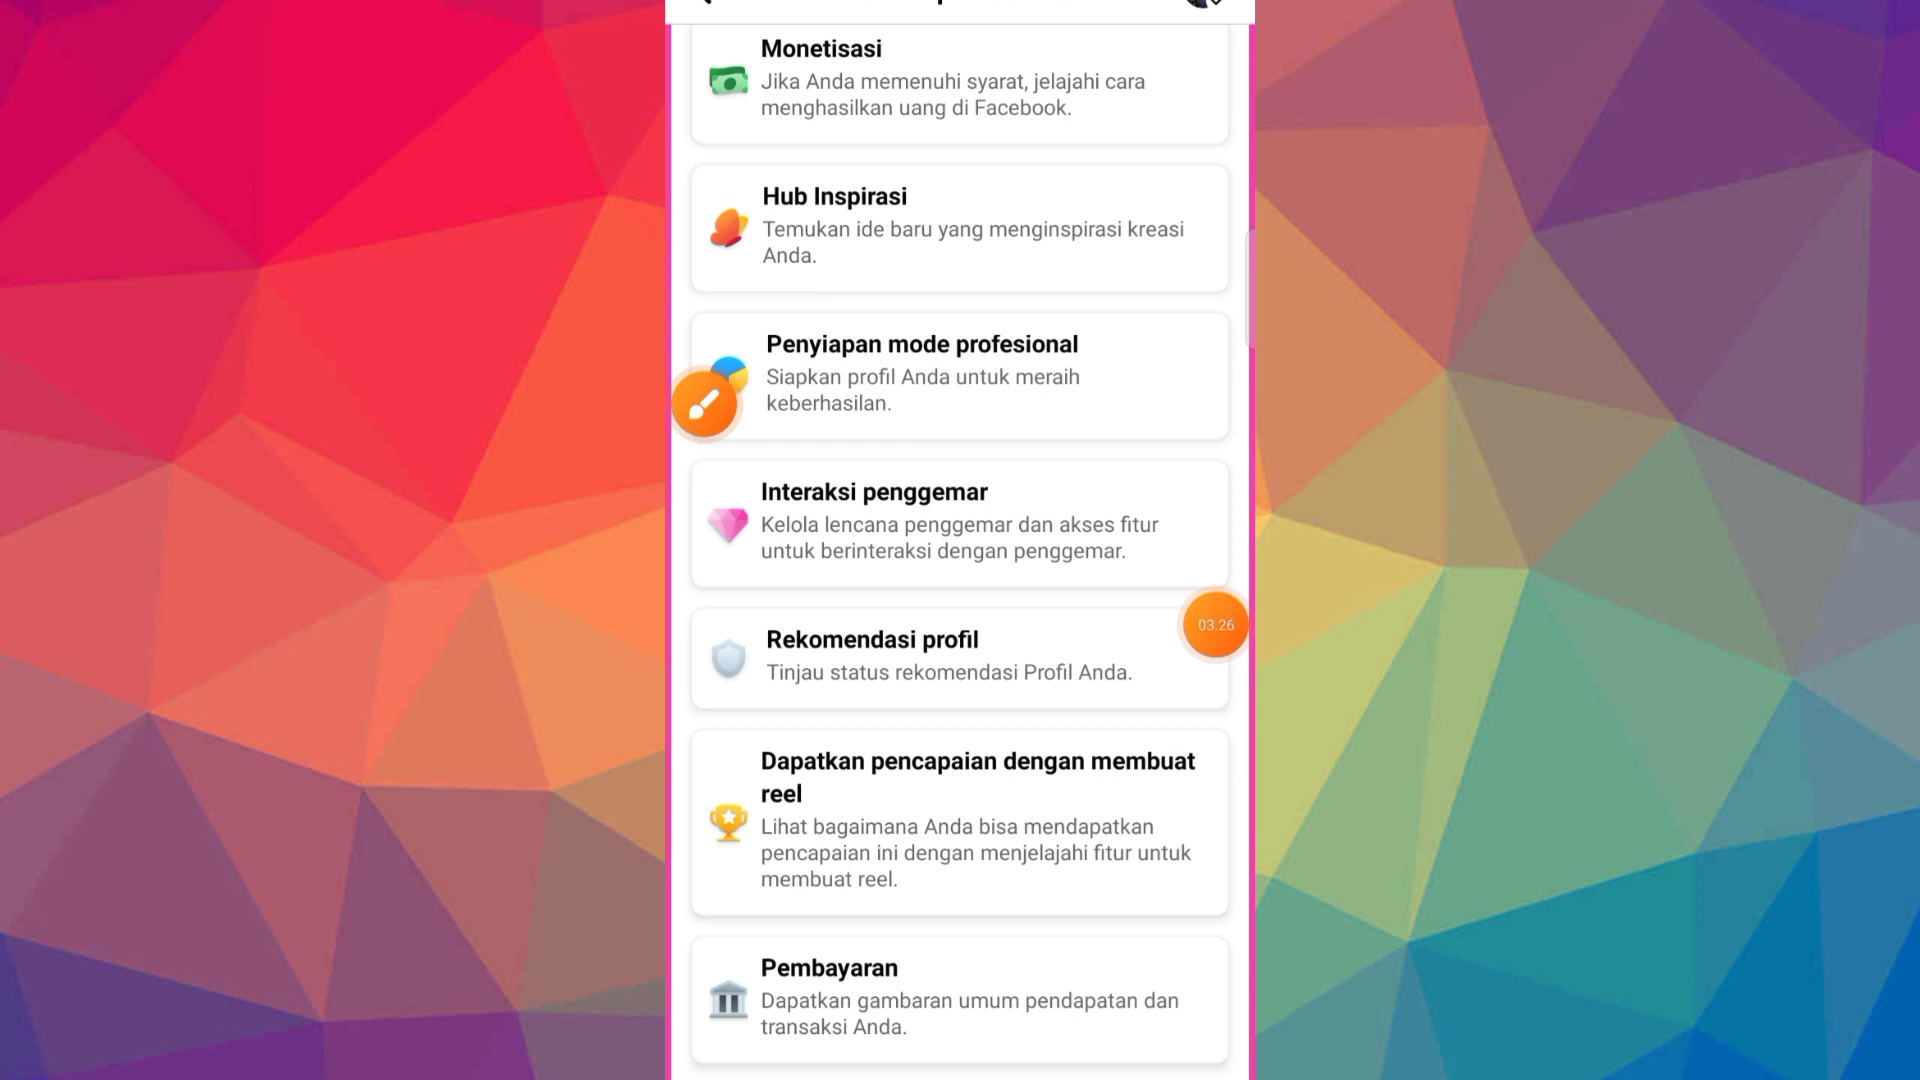 Monetisasi
Jika Anda memenuhi syarat, jelajahi cara
menghasilkan uang di Facebook.
Hub Inspirasi
Temukan ide baru yang menginspirasi kreasi
Anda.
Penyiapan mode profesional
Siapkan profil Anda untuk meraih
keberhasilan.
Interaksi penggemar
Kelola lencana penggemar dan akses fitur
untuk berinteraksi dengan penggemar.
03.26
Rekomendasi profil
Tinjau status rekomendasi Profil Anda.
Dapatkan pencapaian dengan membuat
reel
Lihat bagaimana Anda bisa mendapatkan
pencapaian ini dengan menjelajahi fitur untuk
membuat reel.
Pembayaran
Dapatkan gambaran umum pendapatan dan
transaksi Anda.